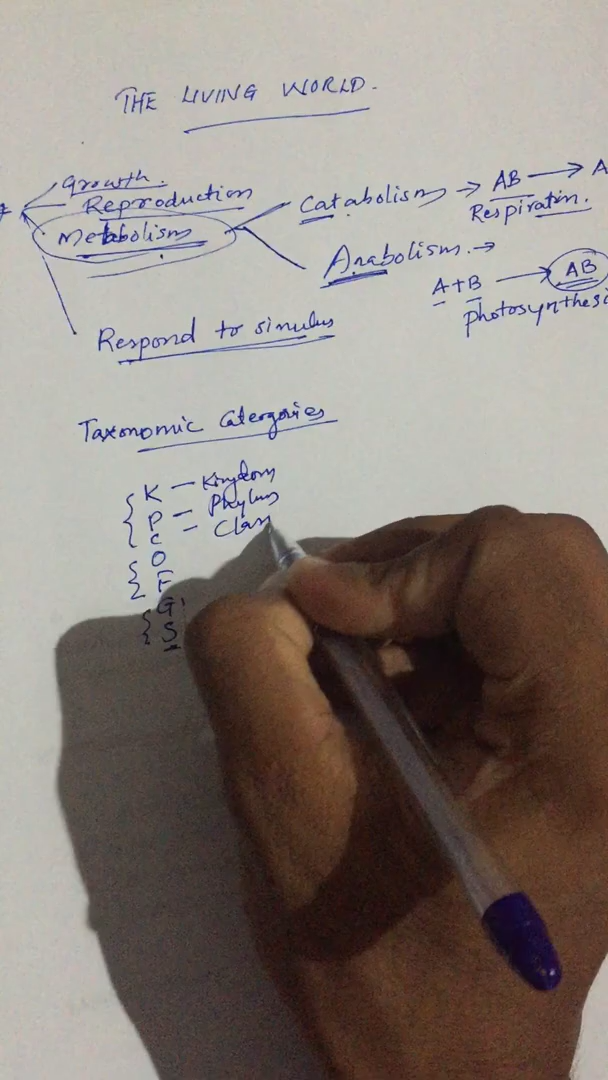 THE LIVING WORLD.
Growth.
Reproduction
Metabolism
Catabolism → AB → A
Respiration.
Anabolism. →
A+B → AB
Photosynthesi
Respond to simulus
Taxonomic Catergories
K - Kingdom
P - Phylum
C - Class
O
F
G
S